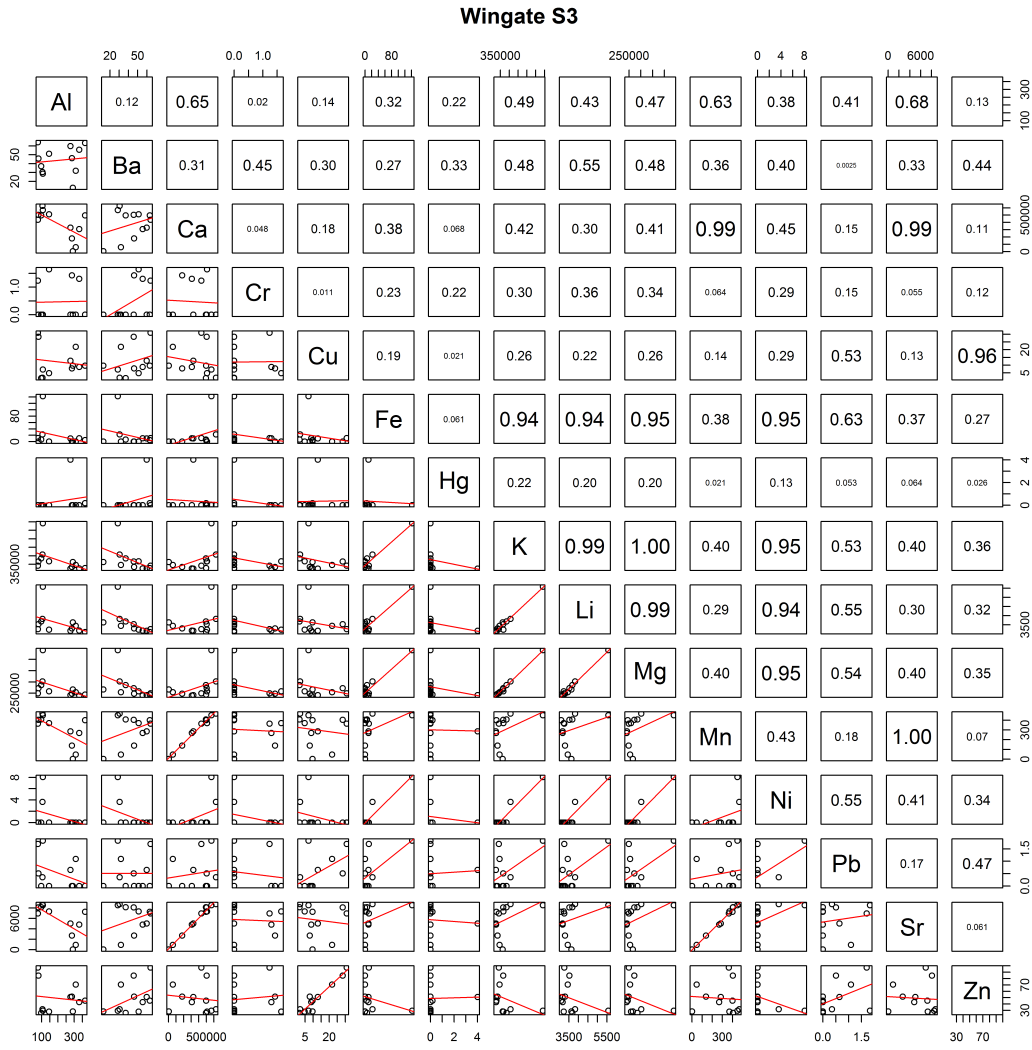 Wingate S3
20 50 0.0 1.0 0 80 350000 250000 0 4 8 0 6000
Al 0.12 0.65 0.02 0.14 0.32 0.22 0.49 0.43 0.47 0.63 0.38 0.41 0.68 0.13 100 300
20 50 Ba 0.31 0.45 0.30 0.27 0.33 0.48 0.55 0.48 0.36 0.40 0.0025 0.33 0.44
Ca 0.048 0.18 0.38 0.068 0.42 0.30 0.41 0.99 0.45 0.15 0.99 0.11 0 500000
0.0 1.0 Cr 0.011 0.23 0.22 0.30 0.36 0.34 0.064 0.29 0.15 0.055 0.12
Cu 0.19 0.021 0.26 0.22 0.26 0.14 0.29 0.53 0.13 0.96 5 20
0 80 Fe 0.061 0.94 0.94 0.95 0.38 0.95 0.63 0.37 0.27
Hg 0.22 0.20 0.20 0.021 0.13 0.053 0.064 0.026 0 2 4
350000 K 0.99 1.00 0.40 0.95 0.53 0.40 0.36
Li 0.99 0.29 0.94 0.55 0.30 0.32 3500
250000 Mg 0.40 0.95 0.54 0.40 0.35
Mn 0.43 0.18 1.00 0.07 0 300
0 4 8 Ni 0.55 0.41 0.34
Pb 0.17 0.47 0.0 1.5
0 6000 Sr 0.061
Zn 30 70
100 300 0 500000 5 20 0 2 4 3500 5500 0 300 0.0 1.5 30 70